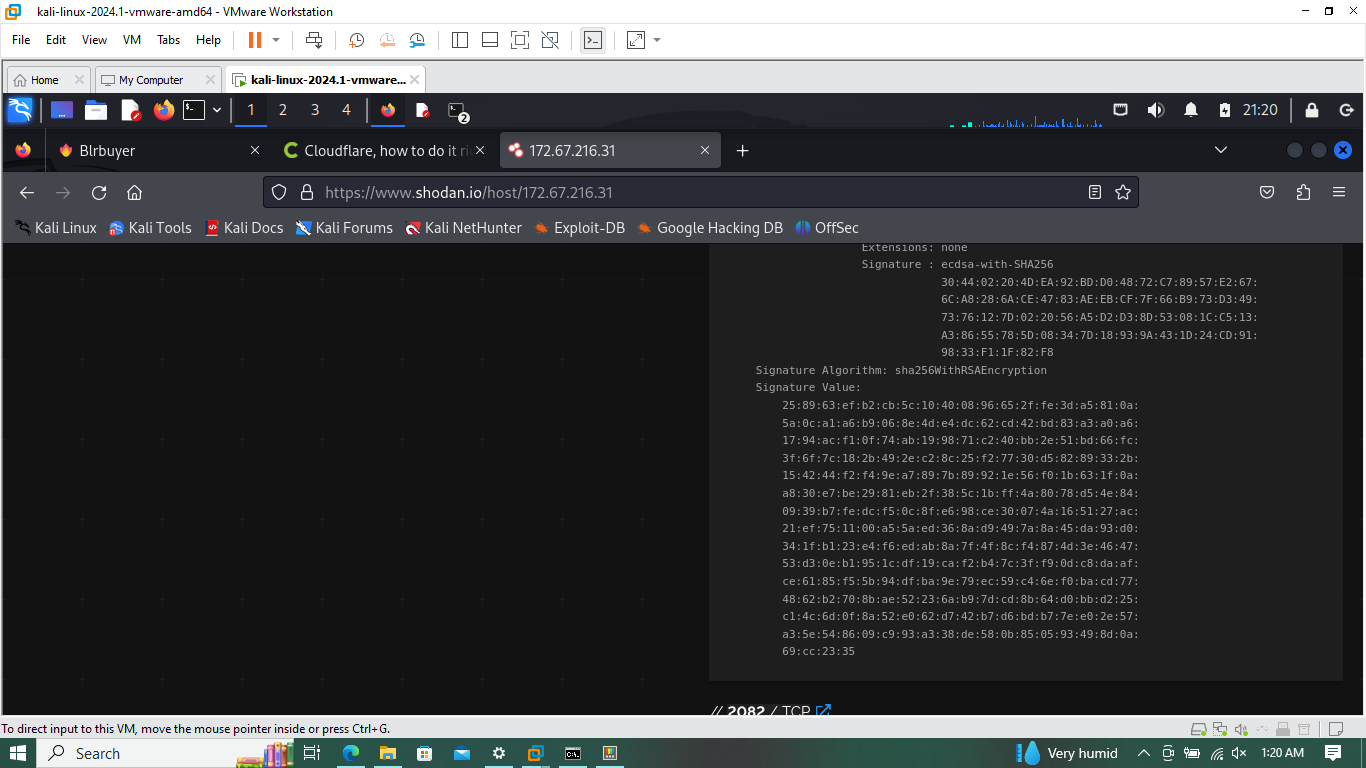 kali-linux-2024.1-vmware-amd64 - VMware Workstation
File Edit View VM Tabs Help
Home My Computer kali-linux-2024.1-vmware...
1 2 3 4 2 21:20
Blrbuyer Cloudflare, how to do it ri 172.67.216.31
https://www.shodan.io/host/172.67.216.31
Kali Linux Kali Tools Kali Docs Kali Forums Kali NetHunter Exploit-DB Google Hacking DB OffSec
Extensions: none
Signature : ecdsa-with-SHA256
30:44:02:20:4D:EA:92:BD:D0:48:72:C7:89:57:E2:67:
6C:A8:28:6A:CE:47:83:AE:EB:CF:7F:66:B9:73:D3:49:
73:76:12:7D:02:20:56:A5:D2:D3:8D:53:08:1C:C5:13:
A3:86:55:78:5D:08:34:7D:18:93:9A:43:1D:24:CD:91:
98:33:F1:1F:82:F8
Signature Algorithm: sha256WithRSAEncryption
Signature Value:
25:89:63:ef:b2:cb:5c:10:40:08:96:65:2f:fe:3d:a5:81:0a:
5a:0c:a1:a6:b9:06:8e:4d:e4:dc:62:cd:42:bd:83:a3:a0:a6:
17:94:ac:f1:0f:74:ab:19:98:71:c2:40:bb:2e:51:bd:66:fc:
3f:6f:7c:18:2b:49:2e:c2:8c:25:f2:77:30:d5:82:89:33:2b:
15:42:44:f2:f4:9e:a7:89:7b:89:92:1e:56:f0:1b:63:1f:0a:
a8:30:e7:be:29:81:eb:2f:38:5c:1b:ff:4a:80:78:d5:4e:84:
09:39:b7:fe:dc:f5:0c:8f:e6:98:ce:30:07:4a:16:51:27:ac:
21:ef:75:11:00:a5:5a:ed:36:8a:d9:49:7a:8a:45:da:93:d0:
34:1f:b1:23:e4:f6:ed:ab:8a:7f:4f:8c:f4:87:4d:3e:46:47:
53:d3:0e:b1:95:1c:df:19:ca:f2:b4:7c:3f:f9:0d:c8:da:af:
ce:61:85:f5:5b:94:df:ba:9e:79:ec:59:c4:6e:f0:ba:cd:77:
48:62:b2:70:8b:ae:52:23:6a:b9:7d:cd:8b:64:d0:bb:d2:25:
c1:4c:6d:0f:8a:52:e0:62:d7:42:b7:d6:bd:b7:7e:e0:2e:57:
a3:5e:54:86:09:c9:93:a3:38:de:58:0b:85:05:93:49:8d:0a:
69:cc:23:35
// 2082 / TCP
To direct input to this VM, move the mouse pointer inside or press Ctrl+G.
Search Very humid 1:20 AM